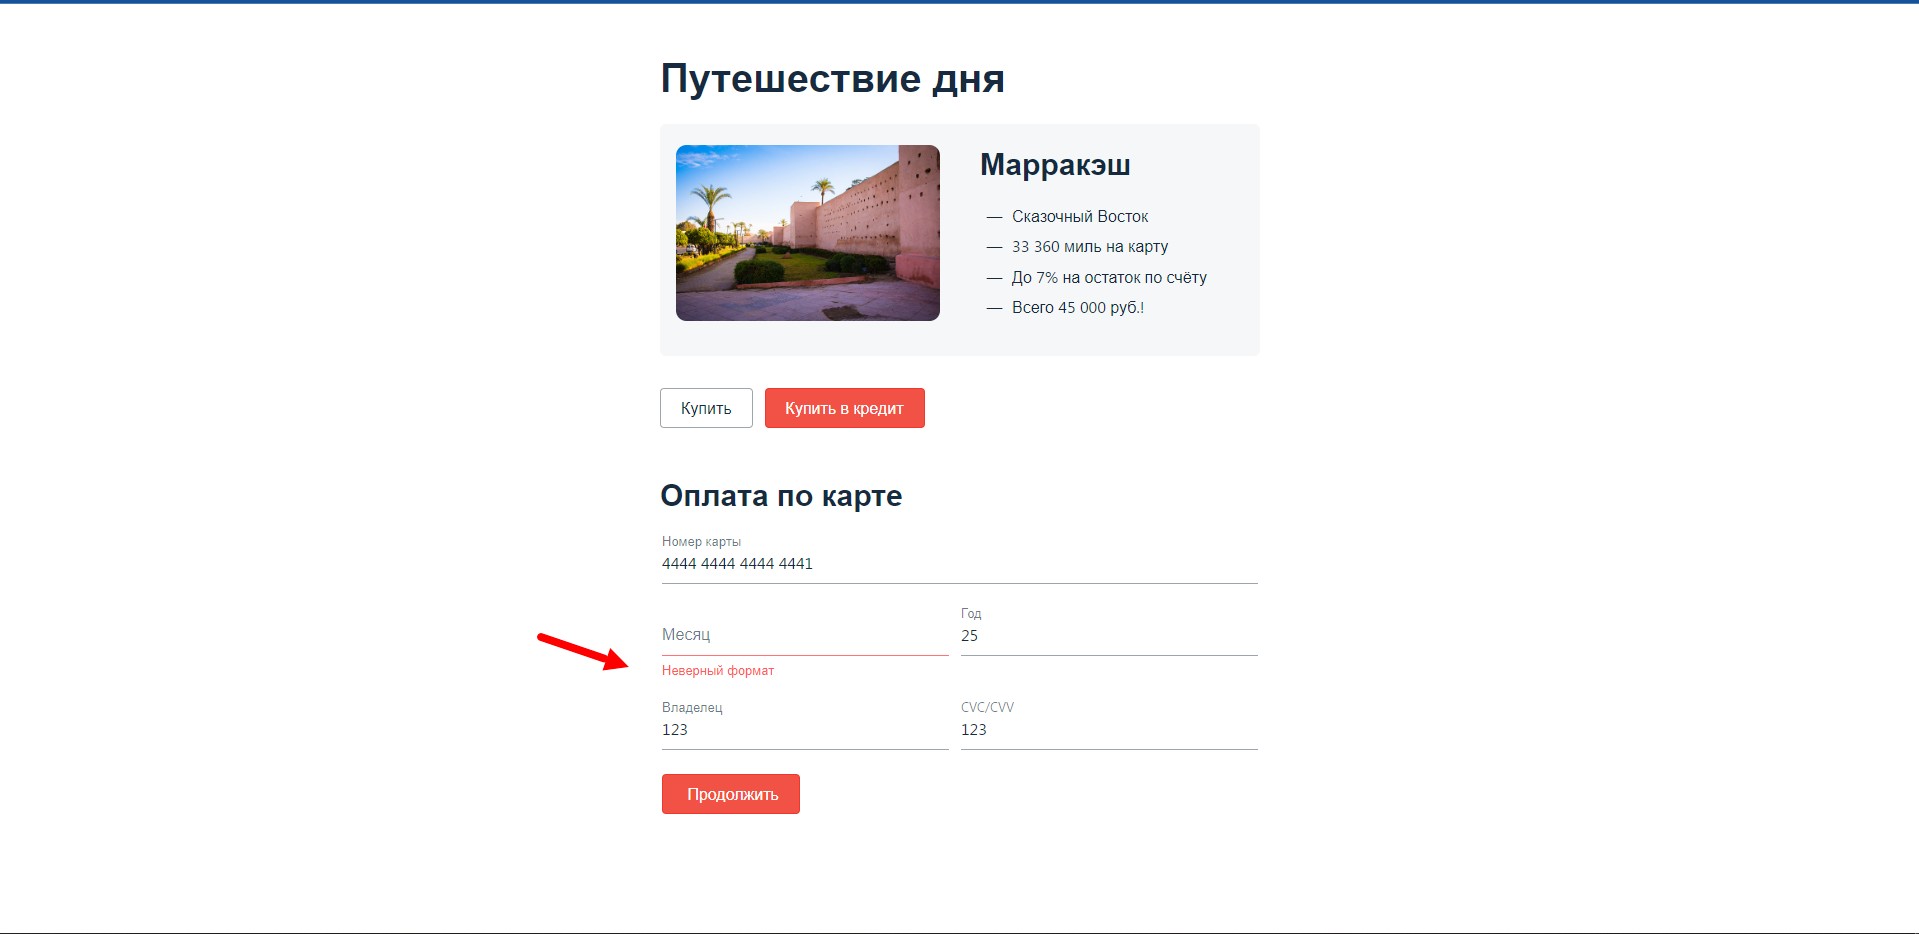 Путешествие дня
Марракэш
— Сказочный Восток
— 33 360 миль на карту
— До 7% на остаток по счёту
— Всего 45 000 руб.!
Купить
Купить в кредит
Оплата по карте
Номер карты
4444 4444 4444 4441
Месяц
Неверный формат
Год
25
Владелец
123
CVC/CVV
123
Продолжить